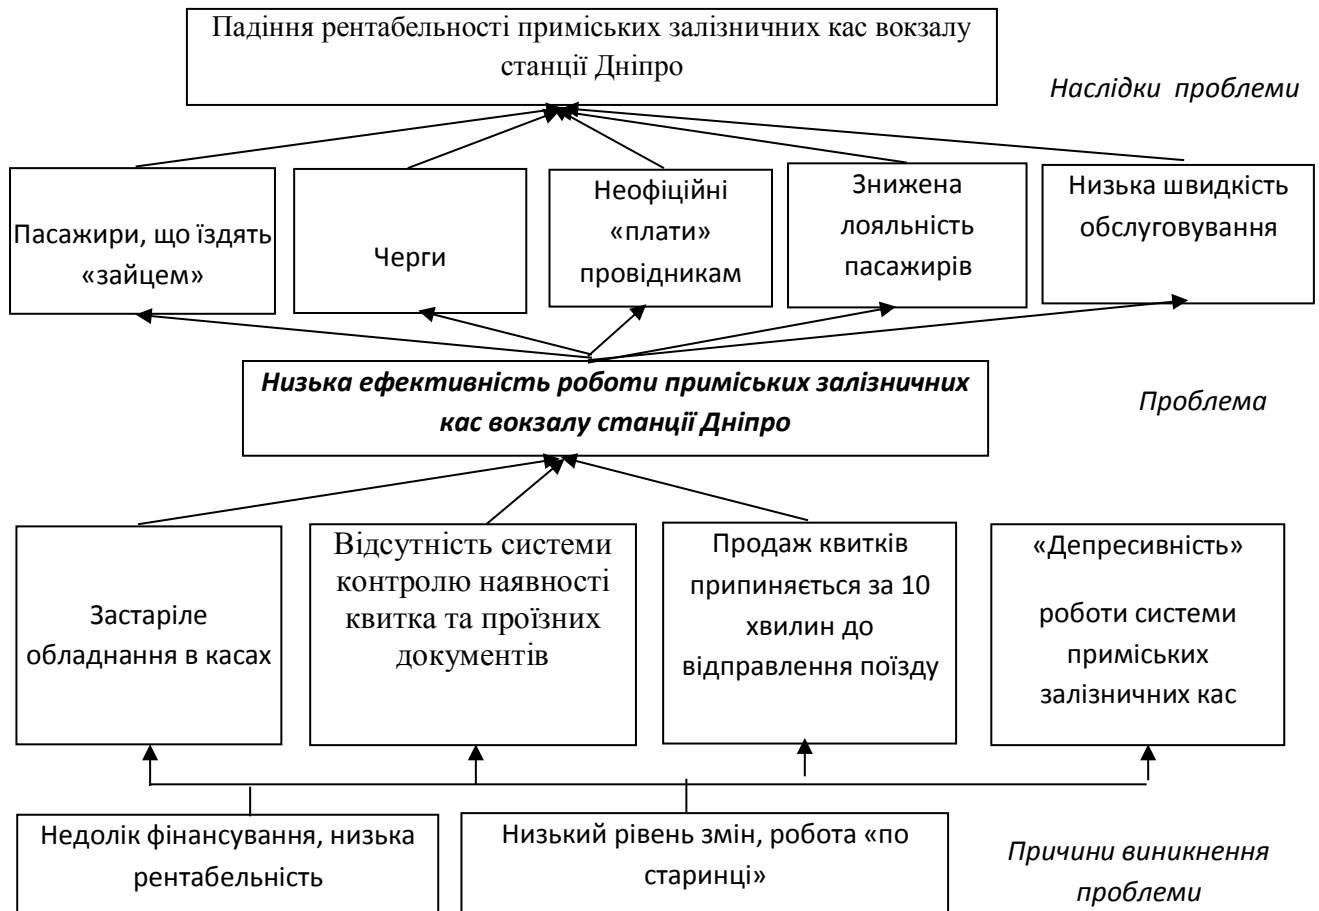 Падіння рентабельності приміських залізничних кас вокзалу
станції Дніпро
Наслідки проблеми
Пасажири, що їздять
«зайцем»
Черги
Неофіційні
«плати»
провідникам
Знижена
лояльність
пасажирів
Низька швидкість
обслуговування
Низька ефективність роботи приміських залізничних
кас вокзалу станції Дніпро
Проблема
Застаріле
обладнання в касах
Відсутність системи
контролю наявності
квитка та проїзних
документів
Продаж квитків
припиняється за 10
хвилин до
відправлення поїзду
«Депресивність»
роботи системи
приміських
залізничних кас
Недолік фінансування, низька
рентабельність
Низький рівень змін, робота «по
старинці»
Причини виникнення
проблеми